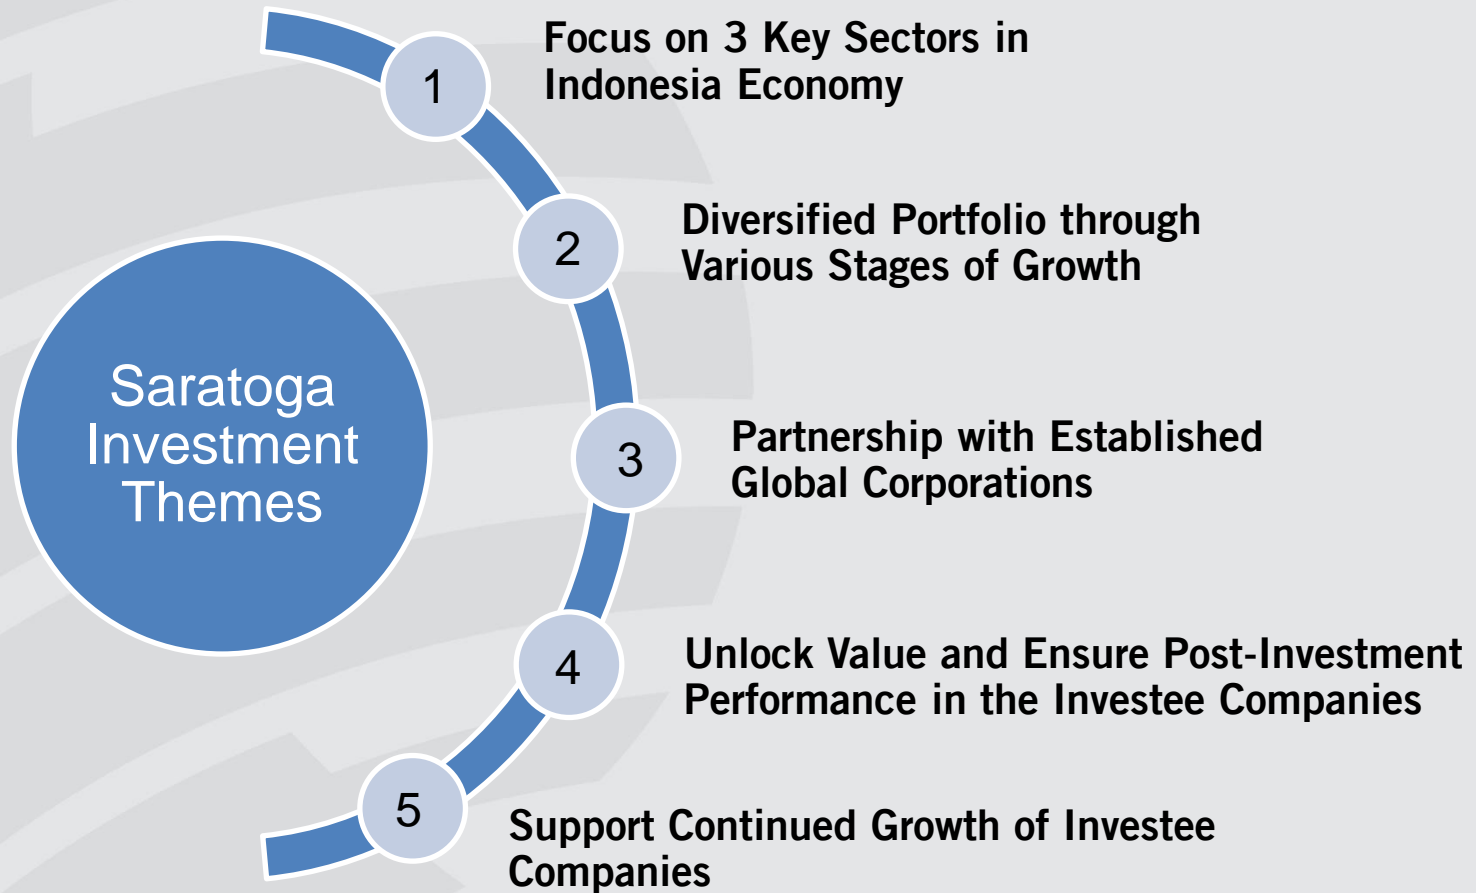 Saratoga
Investment
Themes
1
Focus on 3 Key Sectors in
Indonesia Economy
2
Diversified Portfolio through
Various Stages of Growth
3
Partnership with Established
Global Corporations
4
Unlock Value and Ensure Post-Investment
Performance in the Investee Companies
5
Support Continued Growth of Investee
Companies